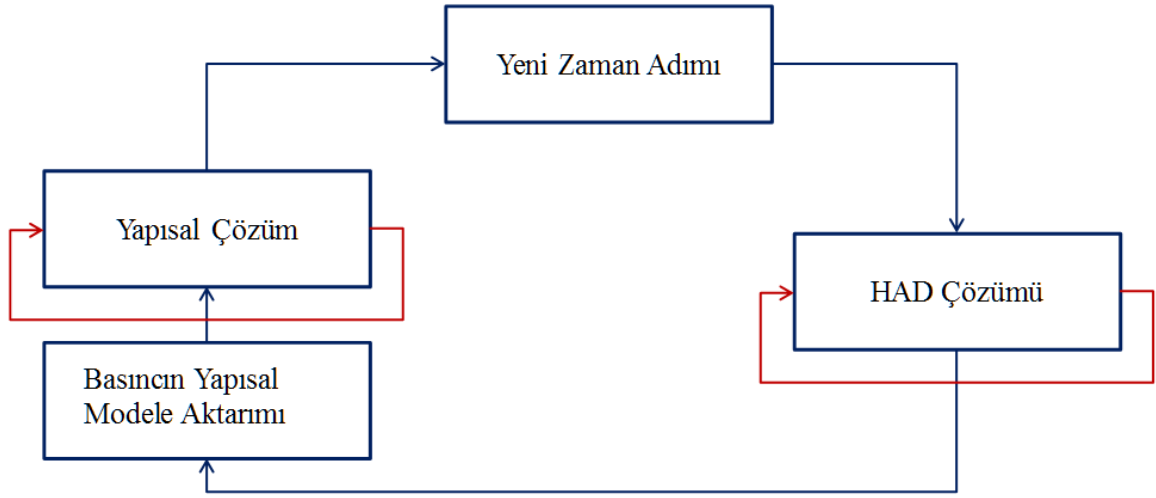 Yeni Zaman Adımı
Yapısal Çözüm
HAD Çözümü
Basıncın Yapısal
Modele Aktarımı